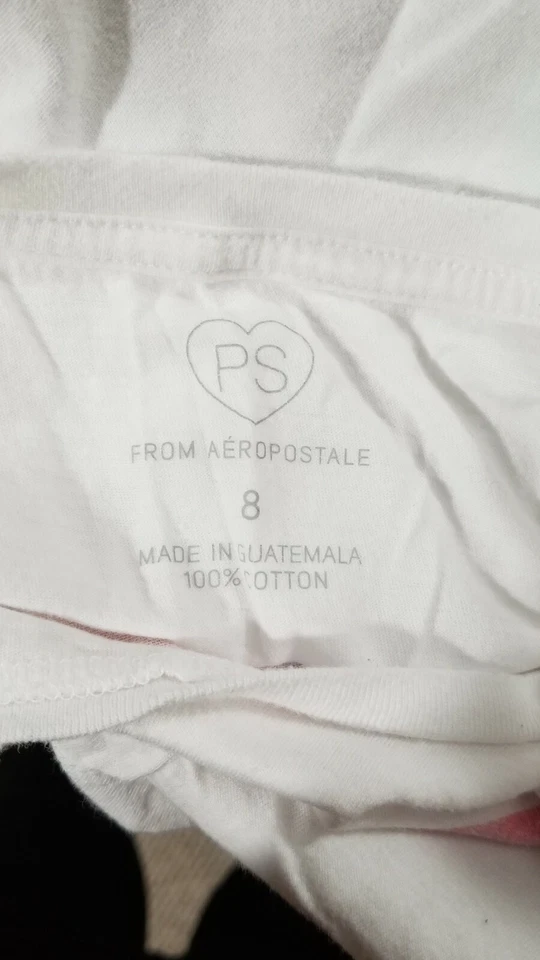 PS
FROM AÉROPOSTALE
8
MADE IN GUATEMALA
100% COTTON